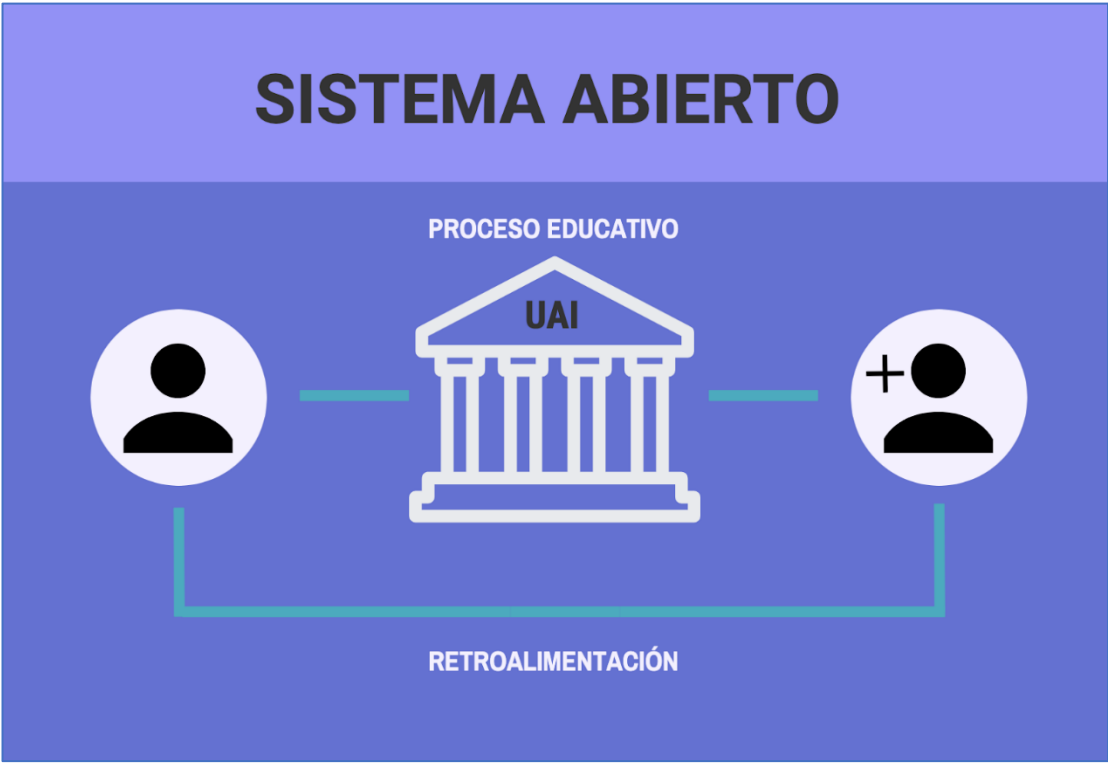 SISTEMA ABIERTO
PROCESO EDUCATIVO
UAI
RETROALIMENTACIÓN